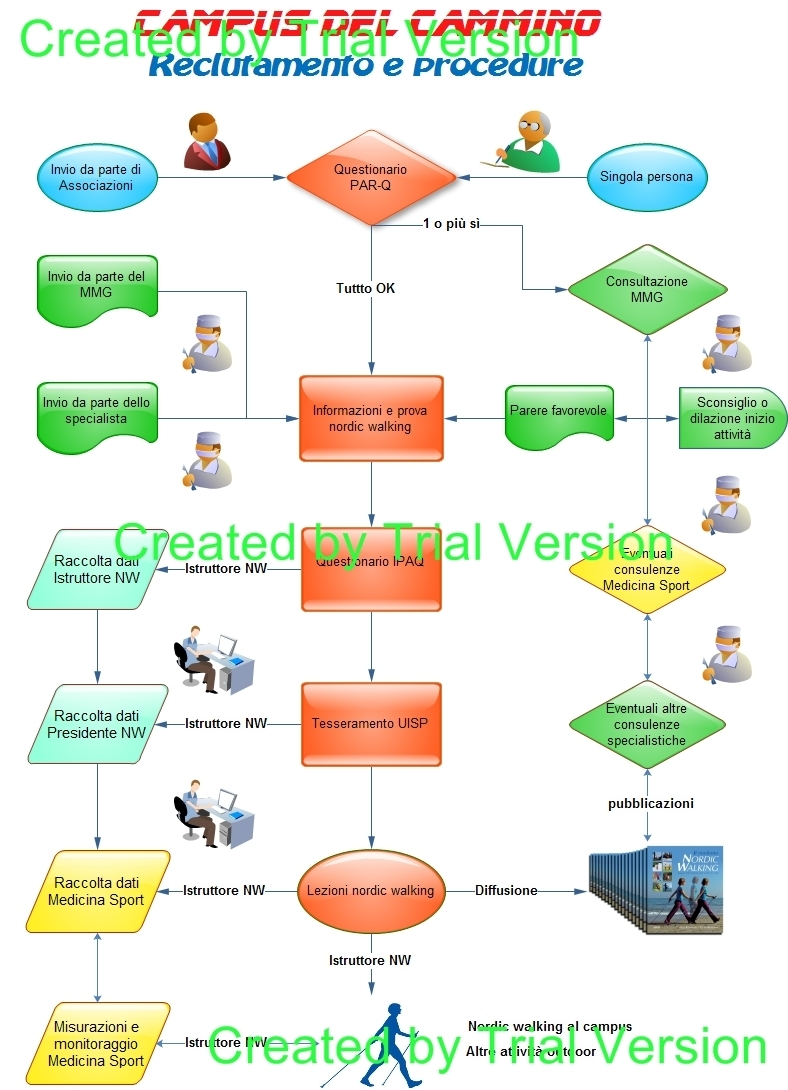 CAMPUS DEL CAMMINO
Created by Trial Version
Reclutamento e procedure
Invio da parte di
Associazioni
Questionario
PAR-Q
Singola persona
1 o più sì
Invio da parte del
MMG
Tuttto OK
Consultazione
MMG
Invio da parte dello
specialista
Informazioni e prova
nordic walking
Parere favorevole
Sconsiglio o
dilazione inizio
attività
Created by Trial Version
Raccolta dati
Istruttore NW
Istruttore NW
Questionario IPAQ
Eventuali
consulenze
Medicina Sport
Raccolta dati
Presidente NW
Istruttore NW
Tesseramento UISP
Eventuali altre
consulenze
specialistiche
pubblicazioni
Raccolta dati
Medicina Sport
Istruttore NW
Lezioni nordic walking
Diffusione
NORDIC
WALKING
Istruttore NW
Misurazioni e
monitoraggio
Medicina Sport
Istruttore NW
Nordic walking al campus
Altre attività outdoor
Created by Trial Version